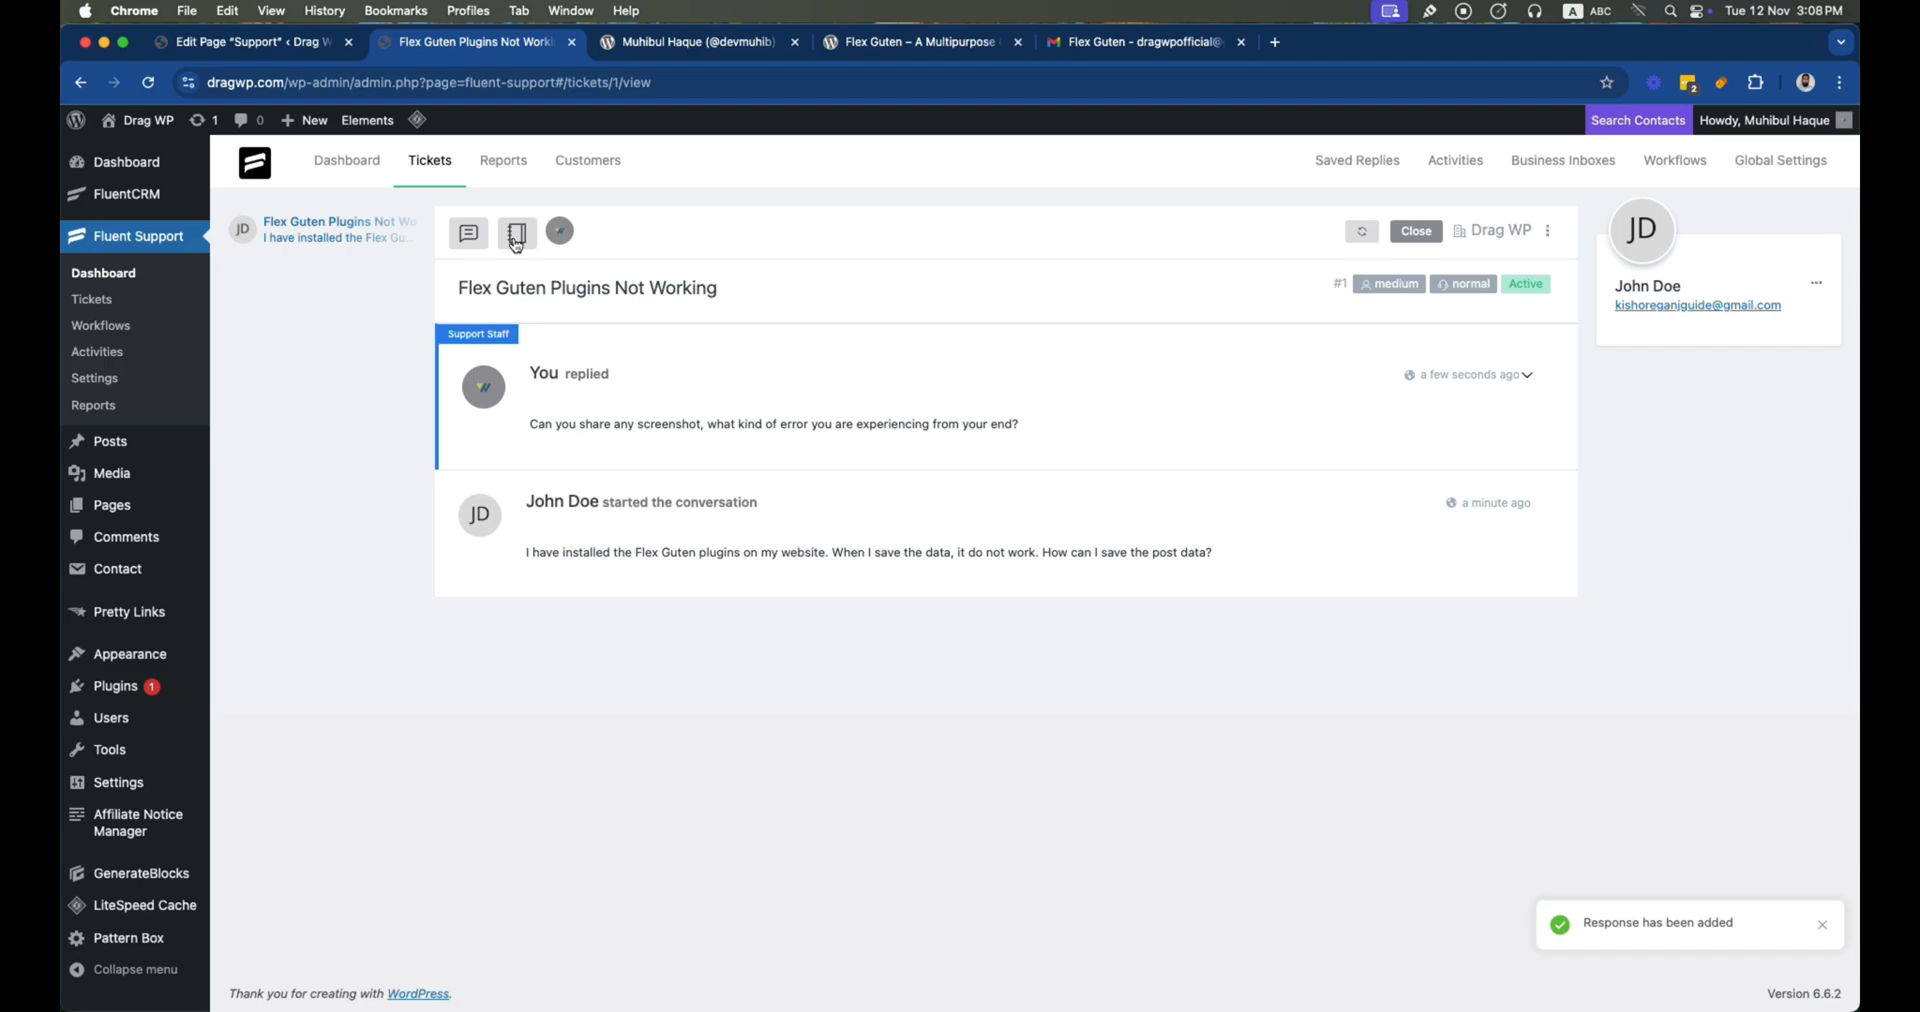 Chrome File Edit View History Bookmarks Profiles Tab Window Help A ABC Tue 12 Nov 3:08 PM
Edit Page "Support" ‹ Drag W Flex Guten Plugins Not Worki Muhibul Haque (@devmuhib) Flex Guten – A Multipurpose Flex Guten - dragwpofficial@
dragwp.com/wp-admin/admin.php?page=fluent-support#/tickets/1/view 2
Drag WP 1 0 New Elements Search Contacts Howdy, Muhibul Haque
Dashboard
FluentCRM
Fluent Support
Dashboard
Tickets
Workflows
Activities
Settings
Reports
Posts
Media
Pages
Comments
Contact
Pretty Links
Appearance
Plugins 1
Users
Tools
Settings
Affiliate Notice
Manager
GenerateBlocks
LiteSpeed Cache
Pattern Box
Collapse menu
Dashboard Tickets Reports Customers Saved Replies Activities Business Inboxes Workflows Global Settings
JD
Flex Guten Plugins Not Wo
I have installed the Flex Gu...
Close Drag WP
Flex Guten Plugins Not Working
#1 medium normal Active
Support Staff
You replied
a few seconds ago
Can you share any screenshot, what kind of error you are experiencing from your end?
JD
John Doe started the conversation
a minute ago
I have installed the Flex Guten plugins on my website. When I save the data, it do not work. How can I save the post data?
JD
John Doe
kishoreganjguide@gmail.com
Response has been added
Thank you for creating with WordPress.
Version 6.6.2